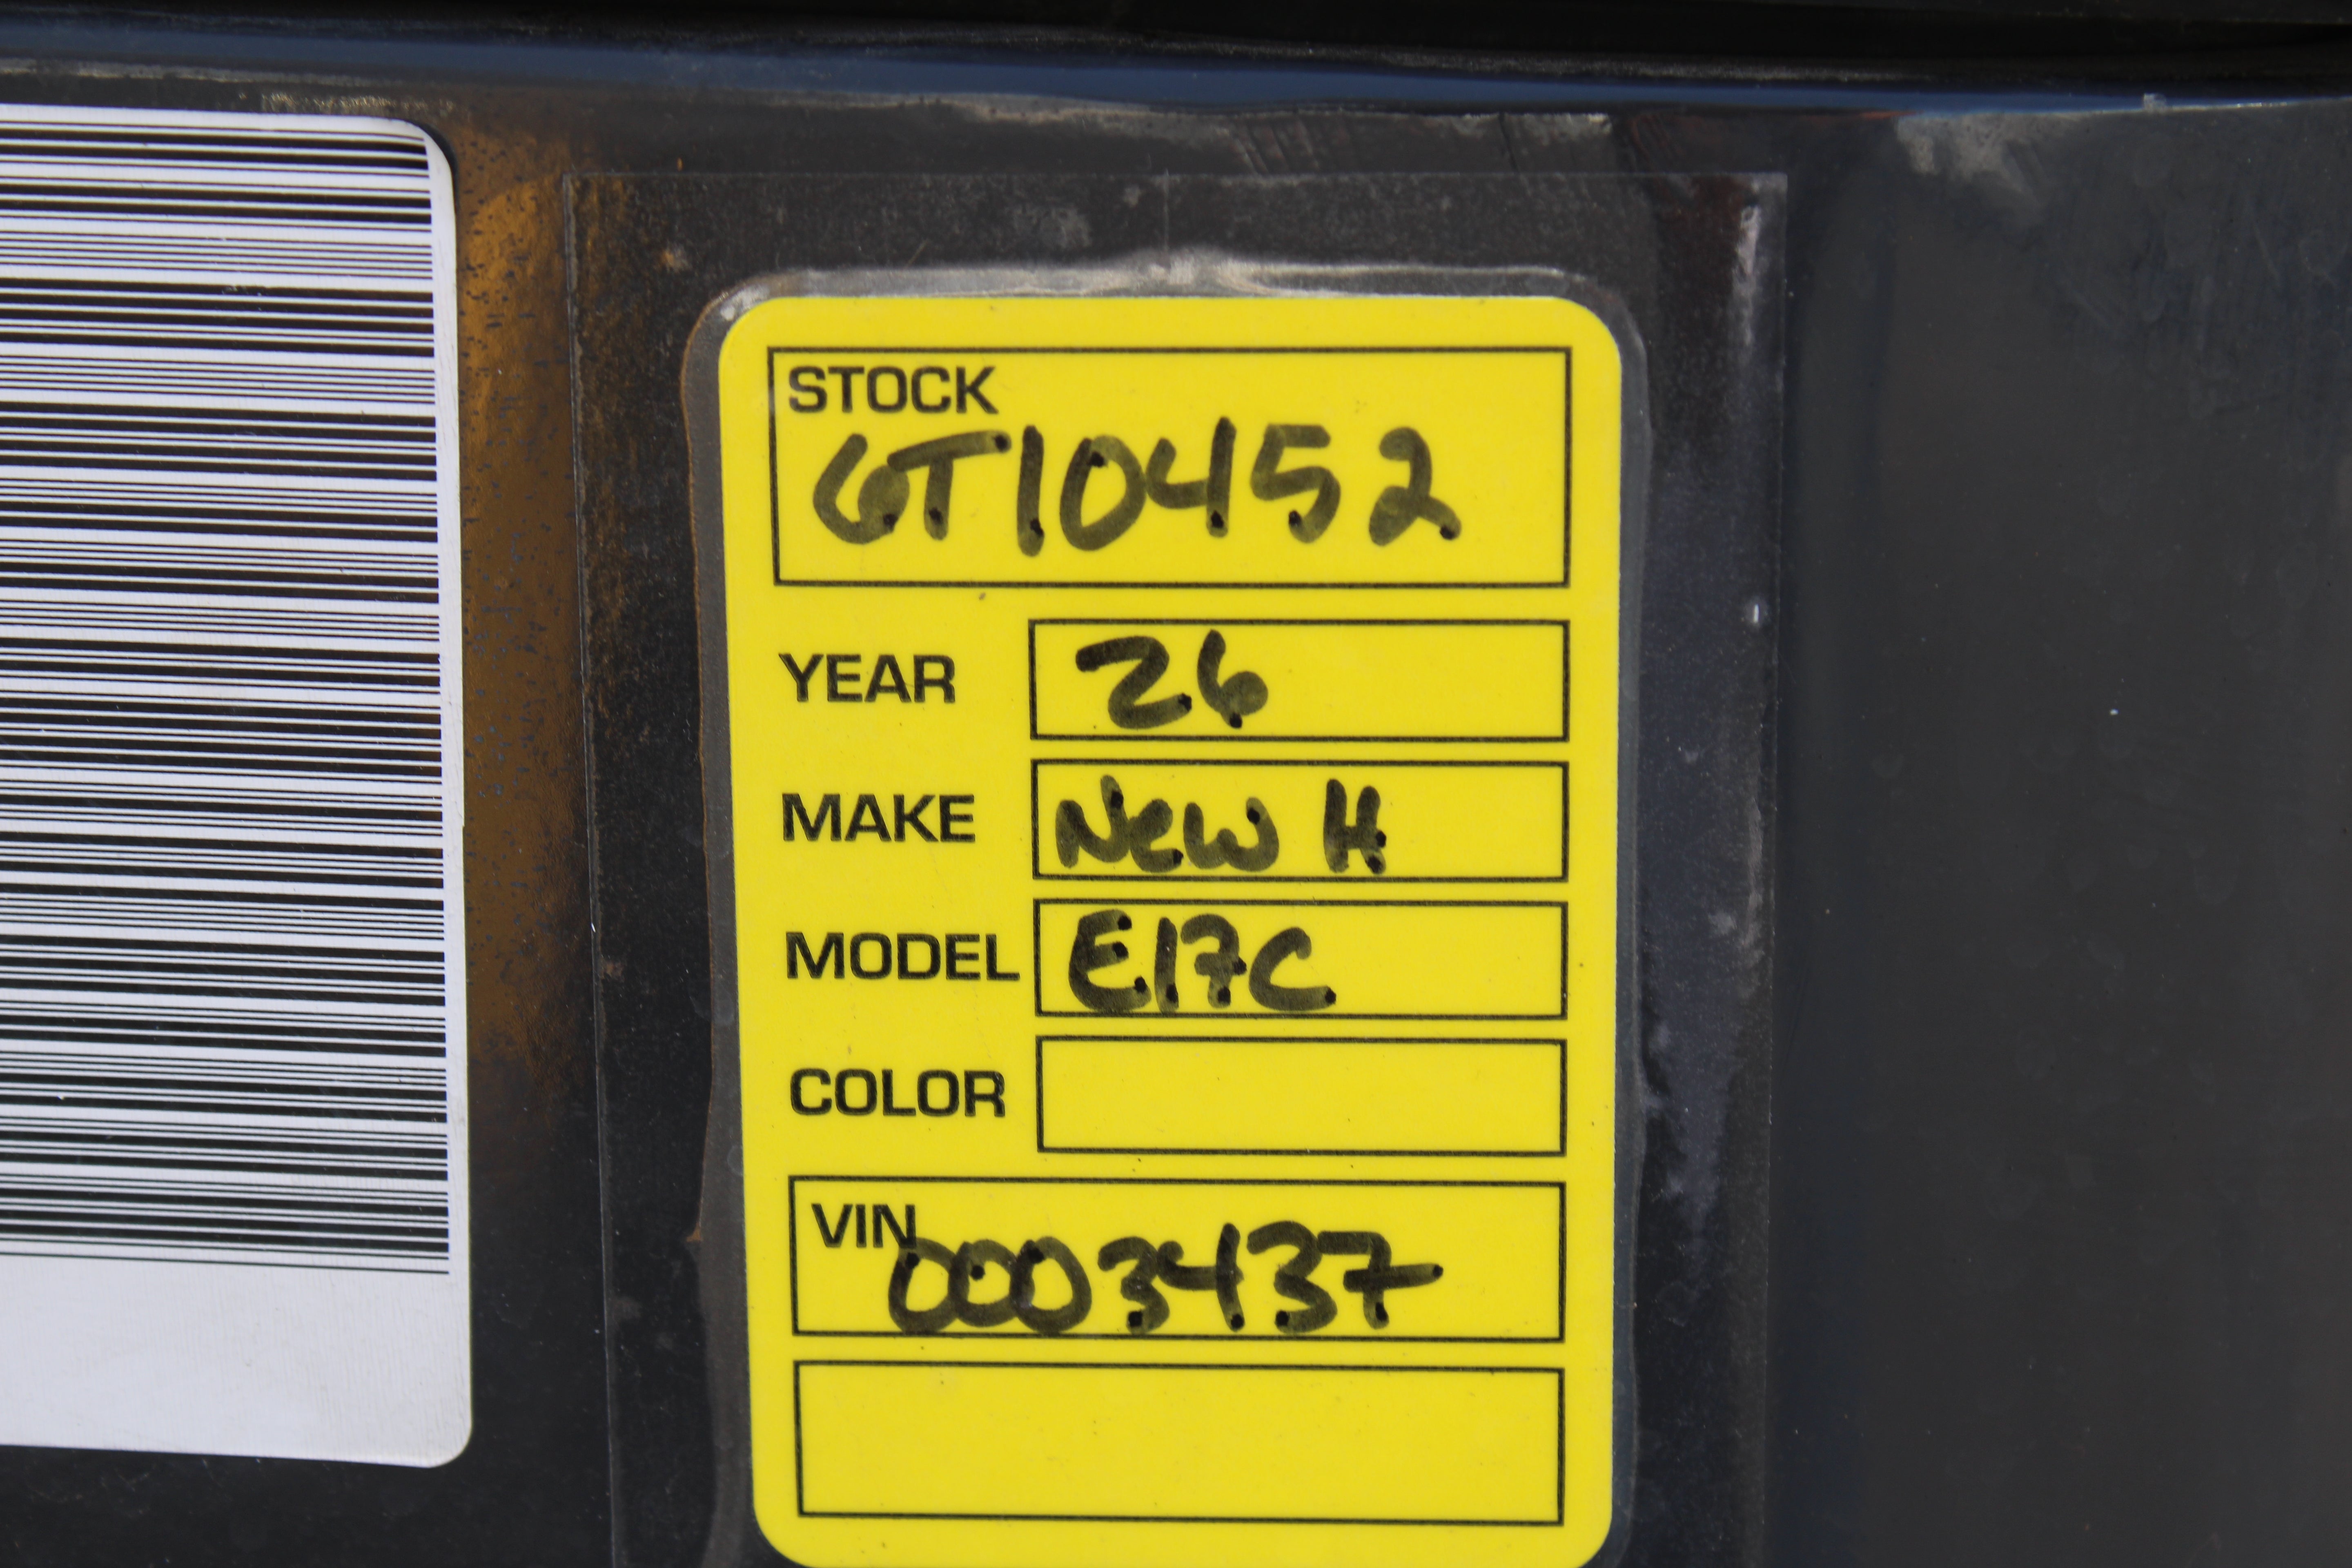 STOCK
GT10452
YEAR 26
MAKE New H
MODEL E17C
COLOR
VIN
0003437